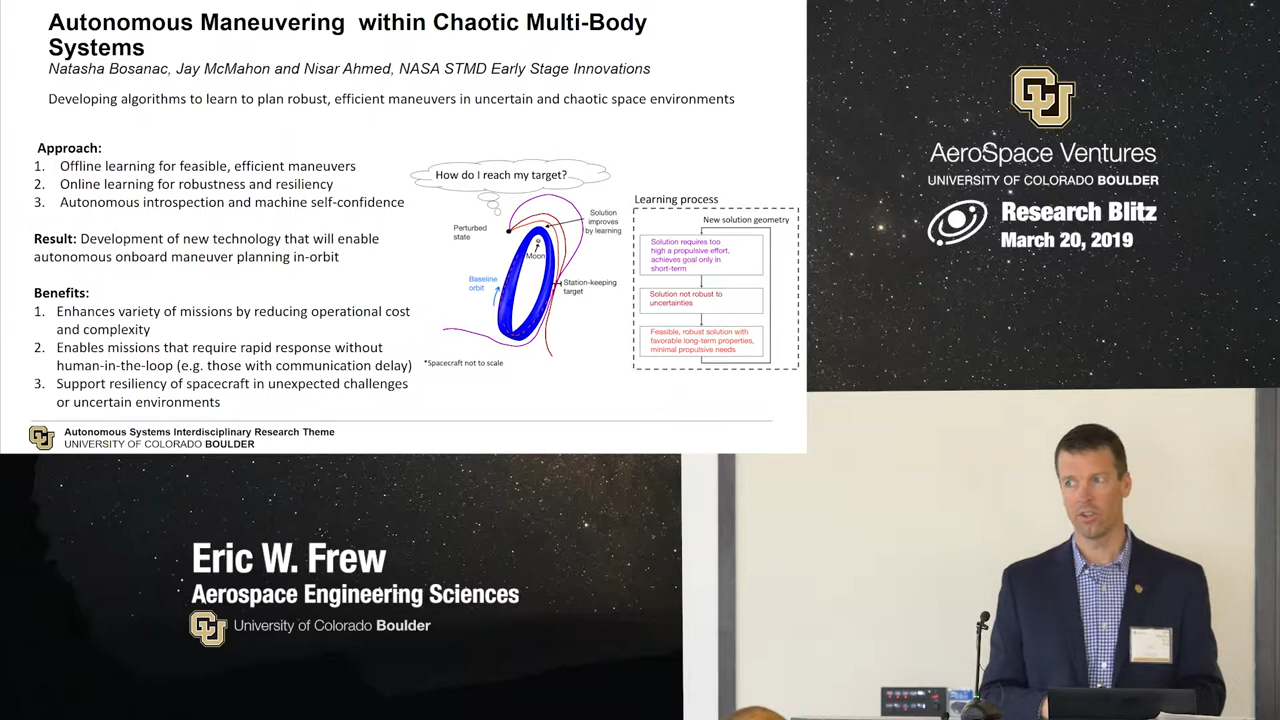 Autonomous Maneuvering within Chaotic Multi-Body
Systems
Natasha Bosanac, Jay McMahon and Nisar Ahmed, NASA STMD Early Stage Innovations
Developing algorithms to learn to plan robust, efficient maneuvers in uncertain and chaotic space environments
Approach:
1. Offline learning for feasible, efficient maneuvers
2. Online learning for robustness and resiliency
3. Autonomous introspection and machine self-confidence
Result: Development of new technology that will enable
autonomous onboard maneuver planning in-orbit
Benefits:
1. Enhances variety of missions by reducing operational cost
and complexity
2. Enables missions that require rapid response without
human-in-the-loop (e.g. those with communication delay)
3. Support resiliency of spacecraft in unexpected challenges
or uncertain environments
How do I reach my target?
Perturbed
state
Solution
improves
by learning
Moon
Baseline
orbit
Station-keeping
target
*Spacecraft not to scale
Learning process
New solution geometry
Solution requires too
high a propulsive effort,
achieves goal only in
short-term
Solution not robust to
uncertainties
Feasible, robust solution with
favorable long-term properties,
minimal propulsive needs
Autonomous Systems Interdisciplinary Research Theme
UNIVERSITY OF COLORADO BOULDER
CU
AeroSpace Ventures
UNIVERSITY OF COLORADO BOULDER
Research Blitz
March 20, 2019
Eric W. Frew
Aerospace Engineering Sciences
CU
University of Colorado Boulder